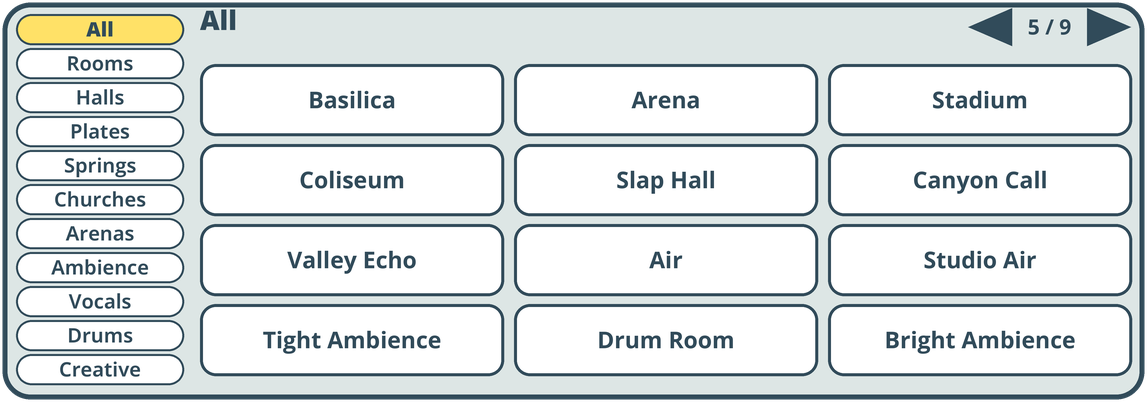 All
Rooms
Halls
Plates
Springs
Churches
Arenas
Ambience
Vocals
Drums
Creative
All
5 / 9
Basilica
Arena
Stadium
Coliseum
Slap Hall
Canyon Call
Valley Echo
Air
Studio Air
Tight Ambience
Drum Room
Bright Ambience